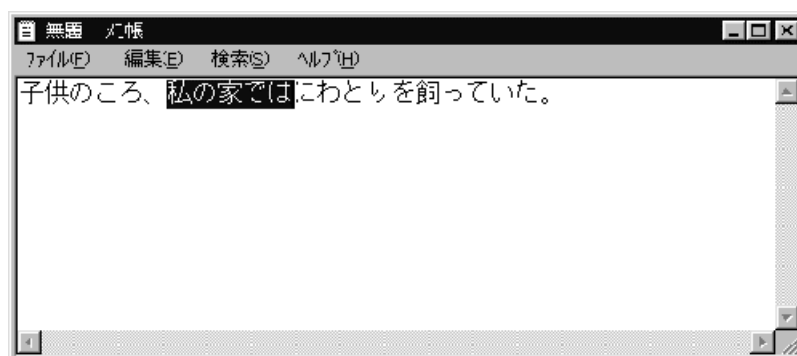 無題 - ﾒﾓ帳
ﾌｧｲﾙ(F) 編集(E) 検索(S) ﾍﾙﾌﾟ(H)
子供のころ、私の家ではにわとりを飼っていた。